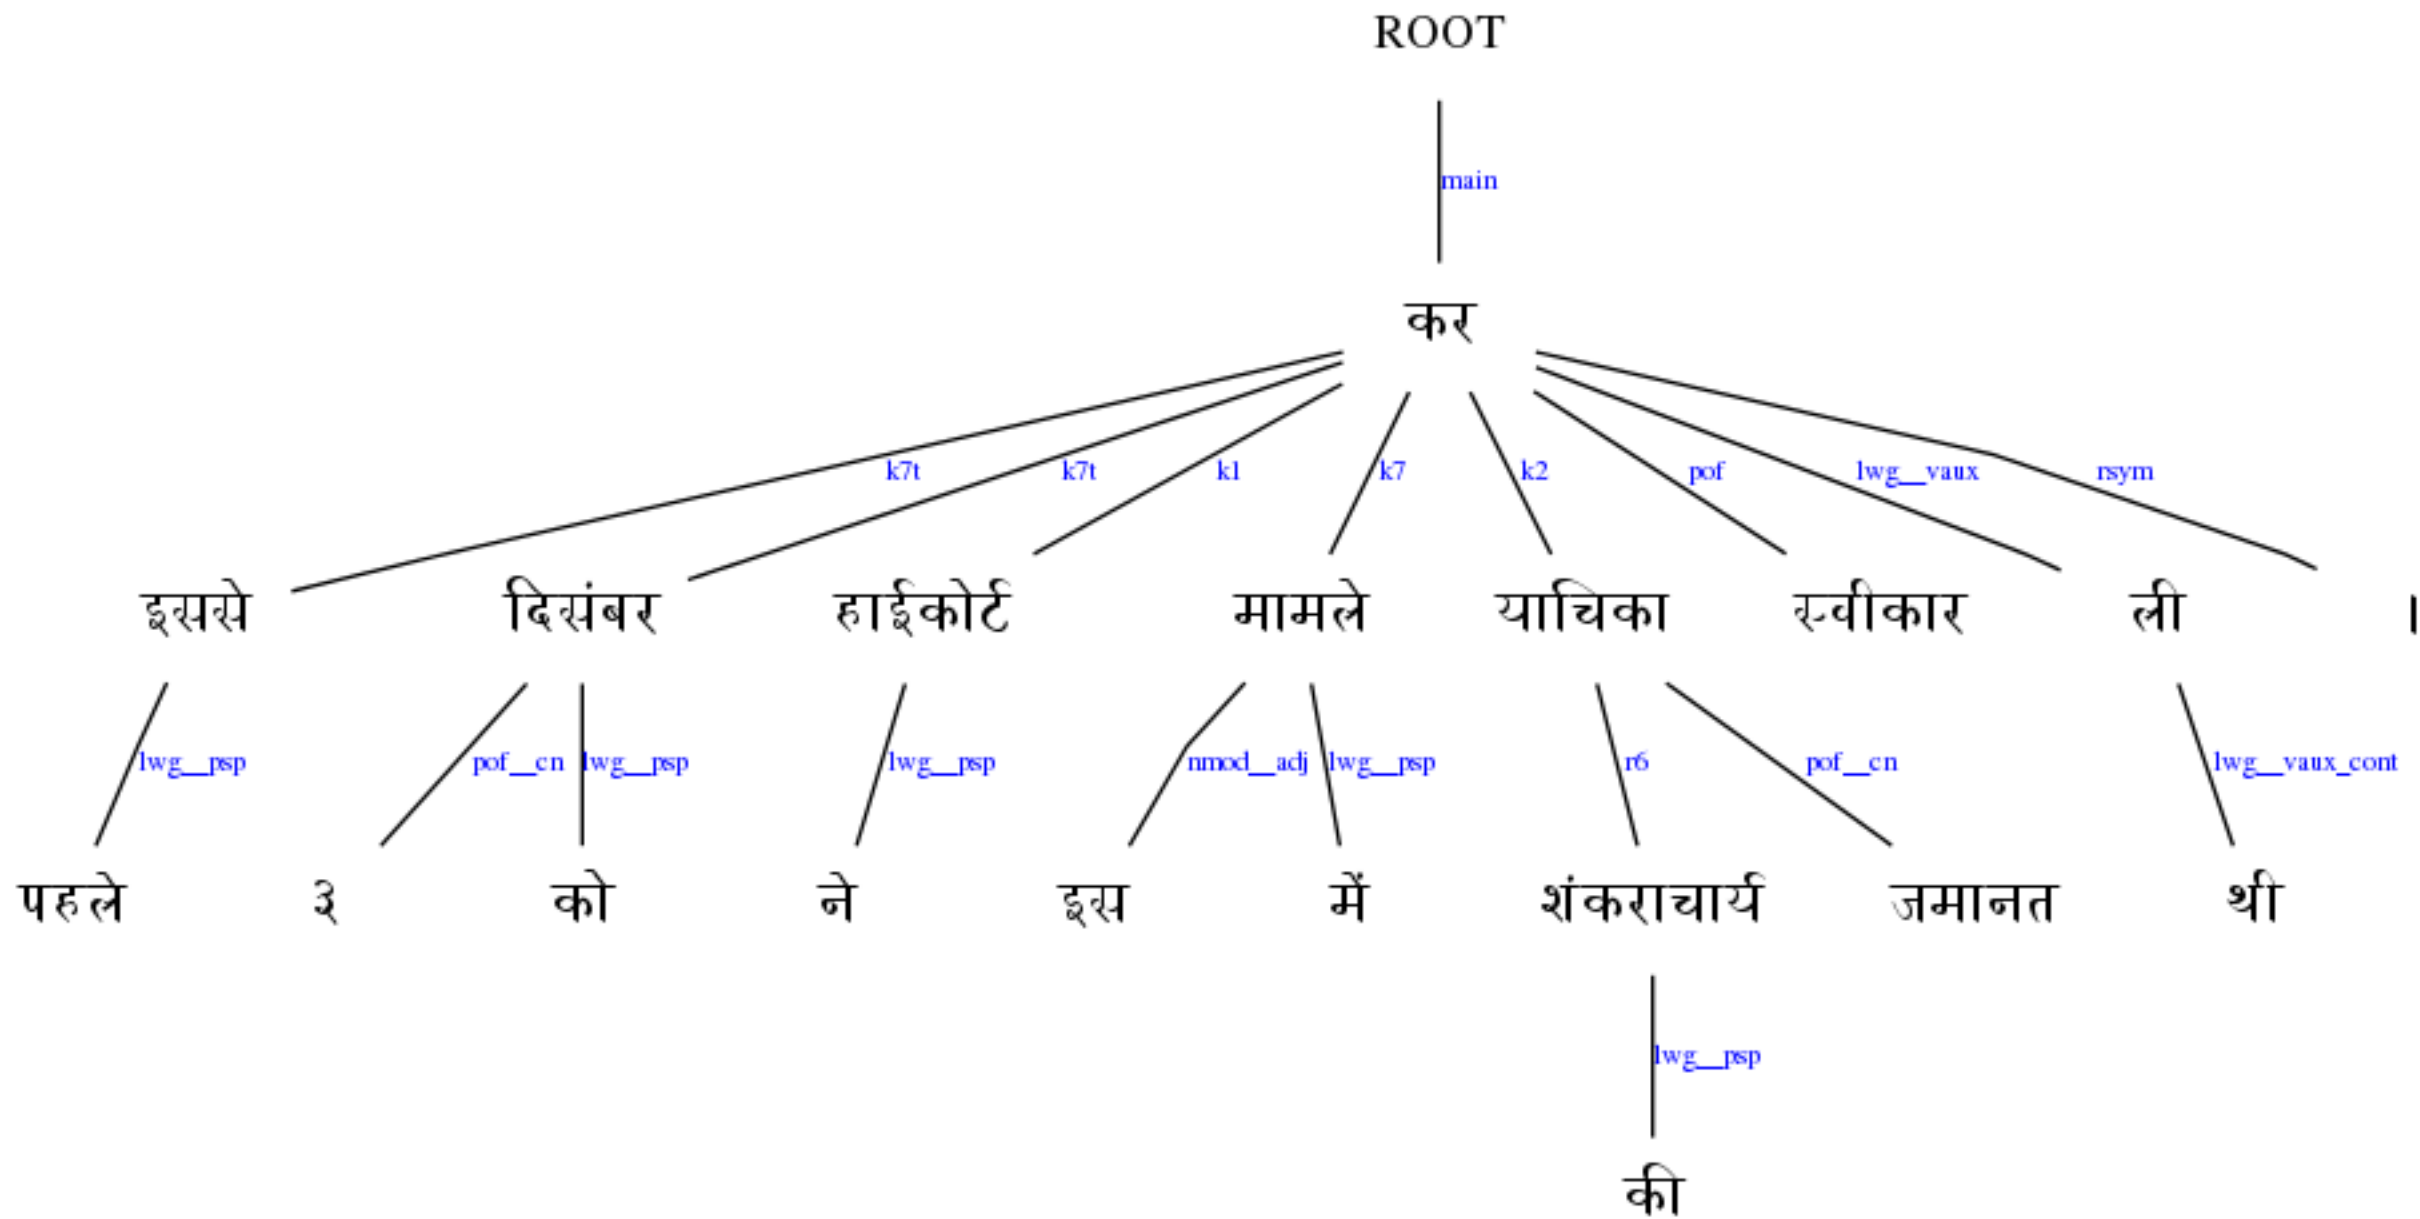 ROOT
main
कर
k7t k7t k1 k7 k2 pof lwg__vaux rsym
इससे दिसंबर हाईकोर्ट मामले याचिका स्वीकार ली ।
lwg__psp pof__cn lwg__psp lwg__psp nmod__adj lwg__psp r6 pof__cn lwg__vaux_cont
पहले ३ को ने इस में शंकराचार्य जमानत थी
lwg__psp
की